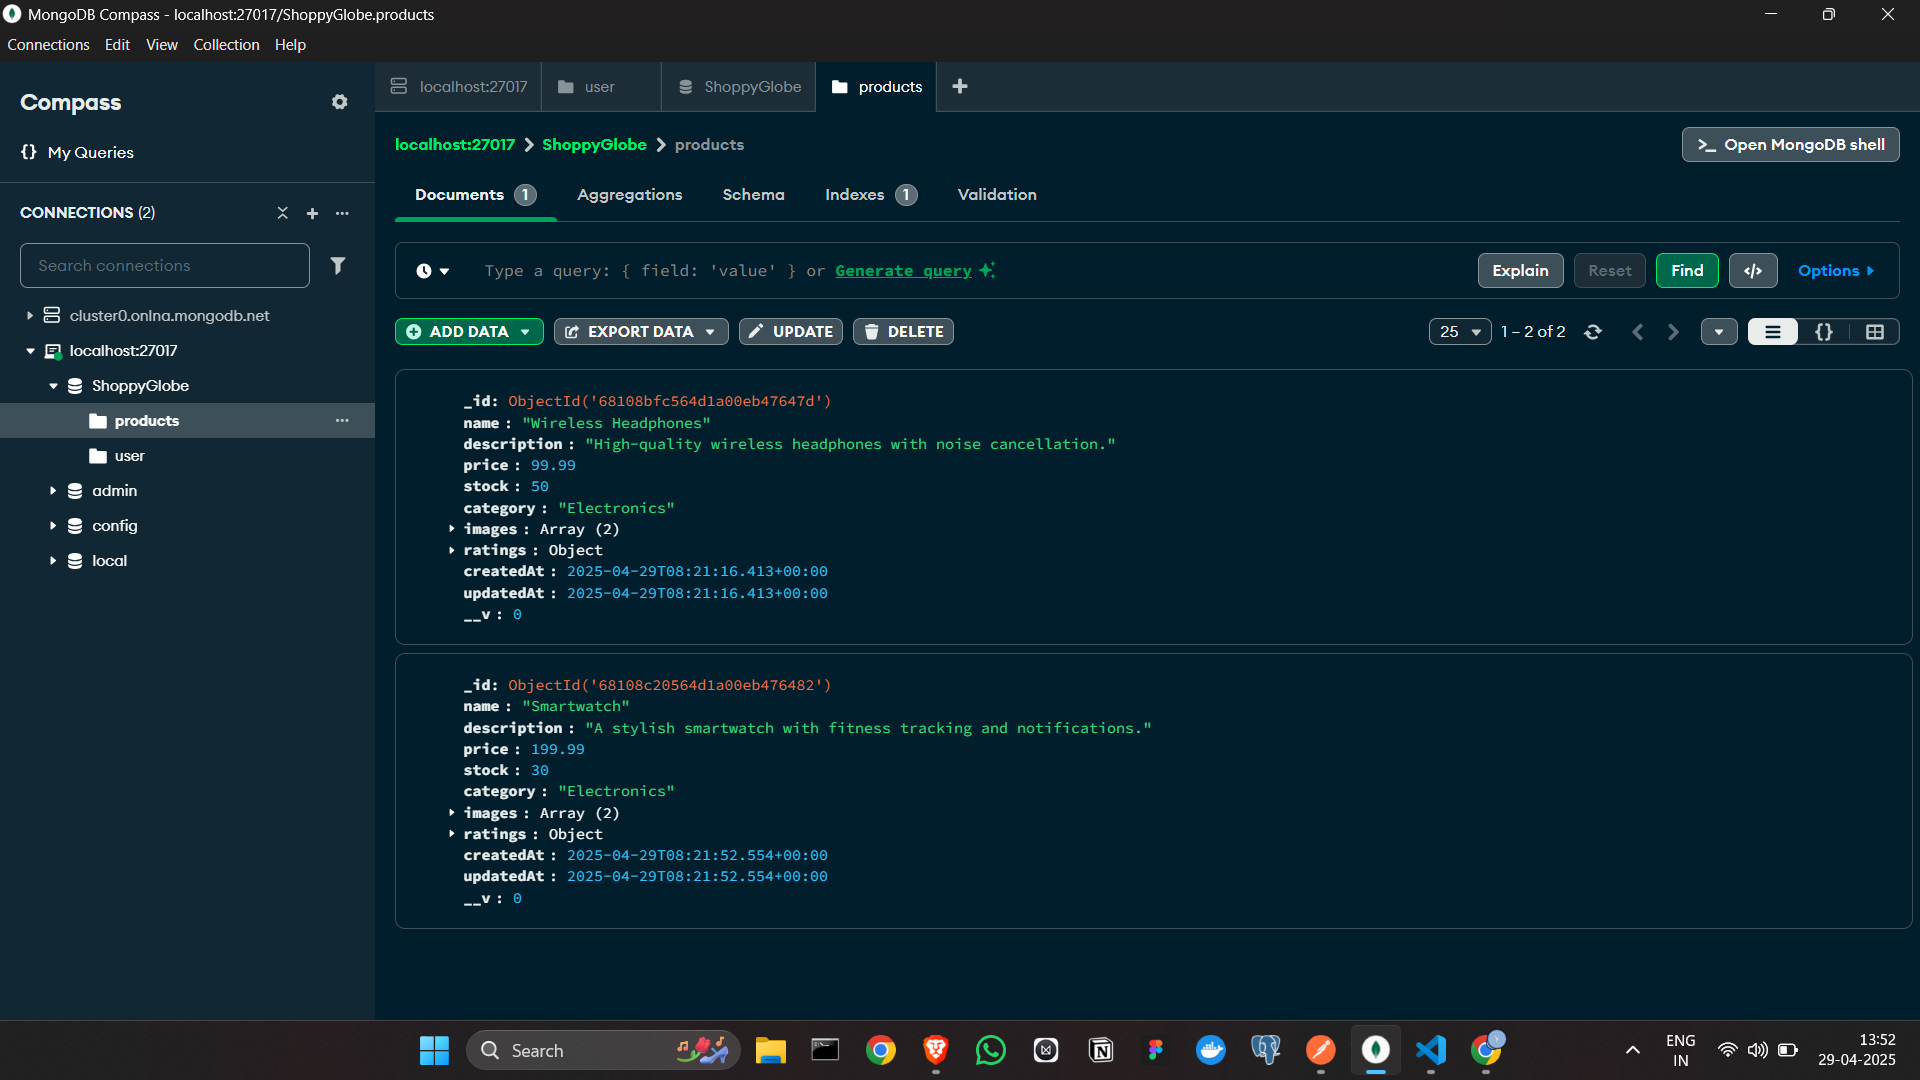 MongoDB Compass - localhost:27017/ShoppyGlobe.products
Connections Edit View Collection Help
Compass
{} My Queries
CONNECTIONS (2)
Search connections
cluster0.onlna.mongodb.net
localhost:27017
ShoppyGlobe
products
user
admin
config
local
localhost:27017 user ShoppyGlobe products
localhost:27017 > ShoppyGlobe > products
>_ Open MongoDB shell
Documents 1 Aggregations Schema Indexes 1 Validation
Type a query: { field: 'value' } or Generate query
Explain Reset Find </> Options
ADD DATA EXPORT DATA UPDATE DELETE
25 1 – 2 of 2 {}
_id: ObjectId('68108bfc564d1a00eb47647d')
name : "Wireless Headphones"
description : "High-quality wireless headphones with noise cancellation."
price : 99.99
stock : 50
category : "Electronics"
images : Array (2)
ratings : Object
createdAt : 2025-04-29T08:21:16.413+00:00
updatedAt : 2025-04-29T08:21:16.413+00:00
__v : 0
_id: ObjectId('68108c20564d1a00eb476482')
name : "Smartwatch"
description : "A stylish smartwatch with fitness tracking and notifications."
price : 199.99
stock : 30
category : "Electronics"
images : Array (2)
ratings : Object
createdAt : 2025-04-29T08:21:52.554+00:00
updatedAt : 2025-04-29T08:21:52.554+00:00
__v : 0
Search
ENG
IN
13:52
29-04-2025